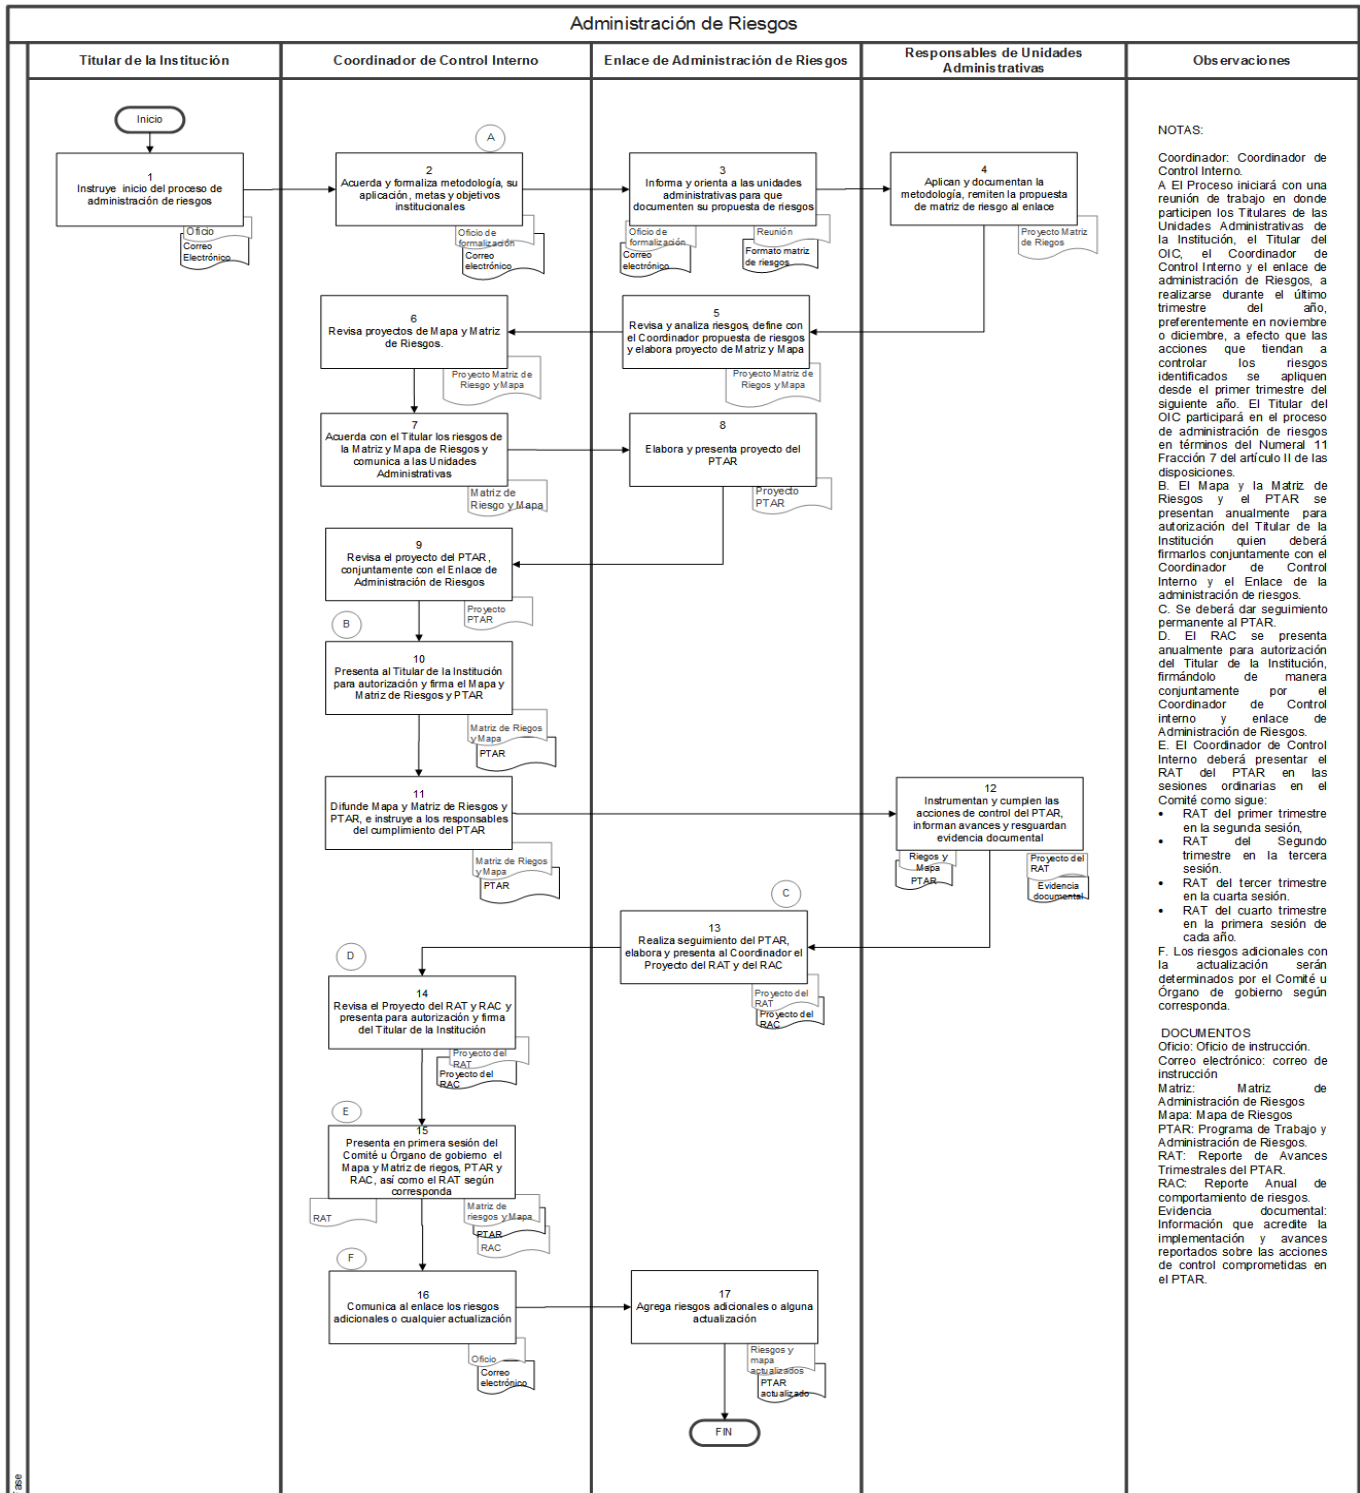 Administración de Riesgos
Titular de la Institución
Coordinador de Control Interno
Enlace de Administración de Riesgos
Responsables de Unidades
Administrativas
Observaciones
Inicio
1
Instruye inicio del proceso de
administración de riesgos
Oficio
Correo
Electrónico
A
2
Acuerda y formaliza metodología, su
aplicación, metas y objetivos
institucionales
Oficio de
formalización
Correo
electrónico
3
Informa y orienta a las unidades
administrativas para que
documenten su propuesta de riesgos
Oficio de
formalización
Correo
electrónico
Reunión
Formato matriz
de riesgos
4
Aplican y documentan la
metodología, remiten la propuesta
de matriz de riesgo al enlace
Proyecto Matriz
de Riegos
5
Revisa y analiza riesgos, define con
el Coordinador propuesta de riesgos
y elabora proyecto de Matriz y Mapa
Proyecto Matriz de
Riegos y Mapa
6
Revisa proyectos de Mapa y Matriz
de Riesgos.
Proyecto Matriz de
Riesgo y Mapa
7
Acuerda con el Titular los riesgos de
la Matriz y Mapa de Riesgos y
comunica a las Unidades
Administrativas
Matriz de
Riesgo y Mapa
8
Elabora y presenta proyecto del
PTAR
Proyecto
PTAR
9
Revisa el proyecto del PTAR,
conjuntamente con el Enlace de
Administración de Riesgos
Proyecto
PTAR
B
10
Presenta al Titular de la Institución
para autorización y firma el Mapa y
Matriz de Riesgos y PTAR
Matriz de Riegos
y Mapa
PTAR
11
Difunde Mapa y Matriz de Riesgos y
PTAR, e instruye a los responsables
del cumplimiento del PTAR
Matriz de Riegos
y Mapa
PTAR
12
Instrumentan y cumplen las
acciones de control del PTAR,
informan avances y resguardan
evidencia documental
Riegos y
Mapa
PTAR
Proyecto del
RAT
Evidencia
documental
C
13
Realiza seguimiento del PTAR,
elabora y presenta al Coordinador el
Proyecto del RAT y del RAC
Proyecto del
RAT
Proyecto del
RAC
D
14
Revisa el Proyecto del RAT y RAC y
presenta para autorización y firma
del Titular de la Institución
Proyecto del
RAT
Proyecto del
RAC
E
15
Presenta en primera sesión del
Comité u Órgano de gobierno el
Mapa y Matriz de riegos, PTAR y
RAC, así como el RAT según
corresponda
RAT
Matriz de
riesgos y Mapa
PTAR
RAC
F
16
Comunica al enlace los riesgos
adicionales o cualquier actualización
Oficio
Correo
electrónico
17
Agrega riesgos adicionales o alguna
actualización
Riesgos y
mapa
actualizados
PTAR
actualizado
FIN
NOTAS:
Coordinador: Coordinador de
Control Interno.
A El Proceso iniciará con una
reunión de trabajo en donde
participen los Titulares de las
Unidades Administrativas de
la Institución, el Titular del
OIC, el Coordinador de
Control Interno y el enlace de
administración de Riesgos, a
realizarse durante el último
trimestre del año,
preferentemente en noviembre
o diciembre, a efecto que las
acciones que tiendan a
controlar los riesgos
identificados se apliquen
desde el primer trimestre del
siguiente año. El Titular del
OIC participará en el proceso
de administración de riesgos
en términos del Numeral 11
Fracción 7 del artículo II de las
disposiciones.
B. El Mapa y la Matriz de
Riesgos y el PTAR se
presentan anualmente para
autorización del Titular de la
Institución quien deberá
firmarlos conjuntamente con el
Coordinador de Control
Interno y el Enlace de la
administración de riesgos.
C. Se deberá dar seguimiento
permanente al PTAR.
D. El RAC se presenta
anualmente para autorización
del Titular de la Institución,
firmándolo de manera
conjuntamente por el
Coordinador de Control
interno y enlace de
Administración de Riesgos.
E. El Coordinador de Control
Interno deberá presentar el
RAT del PTAR en las
sesiones ordinarias en el
Comité como sigue:
• RAT del primer trimestre
en la segunda sesión,
• RAT del Segundo
trimestre en la tercera
sesión.
• RAT del tercer trimestre
en la cuarta sesión.
• RAT del cuarto trimestre
en la primera sesión de
cada año.
F. Los riesgos adicionales con
la actualización serán
determinados por el Comité u
Órgano de gobierno según
corresponda.
DOCUMENTOS
Oficio: Oficio de instrucción.
Correo electrónico: correo de
instrucción
Matriz: Matriz de
Administración de Riesgos
Mapa: Mapa de Riesgos
PTAR: Programa de Trabajo y
Administración de Riesgos.
RAT: Reporte de Avances
Trimestrales del PTAR.
RAC: Reporte Anual de
comportamiento de riesgos.
Evidencia documental:
Información que acredite la
implementación y avances
reportados sobre las acciones
de control comprometidas en
el PTAR.